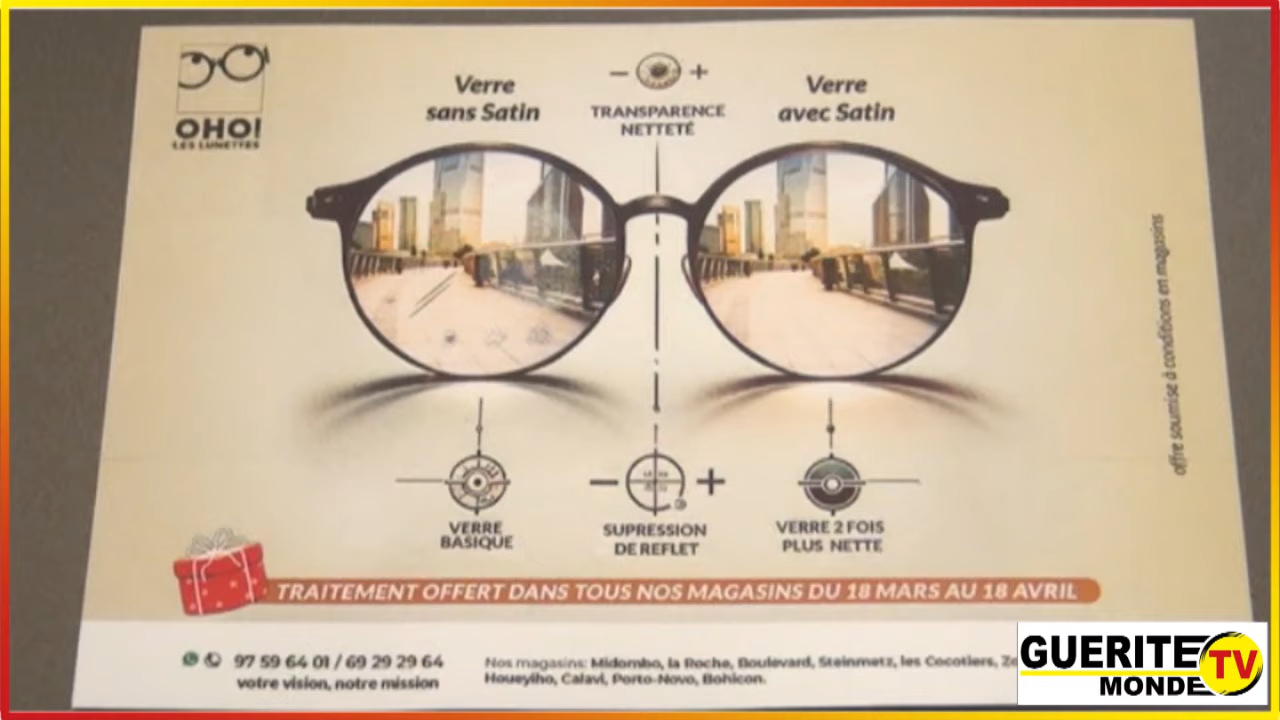 OHO!
LES LUNETTES
Verre
sans Satin
TRANSPARENCE
NETTETÉ
Verre
avec Satin
offre soumise à conditions en magasins
VERRE
BASIQUE
SUPRESSION
DE REFLET
VERRE 2 FOIS
PLUS NETTE
TRAITEMENT OFFERT DANS TOUS NOS MAGASINS DU 18 MARS AU 18 AVRIL
97 59 64 01 / 69 29 29 64
votre vision, notre mission
Nos magasins: Midombo, la Roche, Boulevard, Steinmetz, les Cocotiers,
Houeyiho, Calavi, Porto-Novo, Bohicon.
GUERITE TV
MONDE